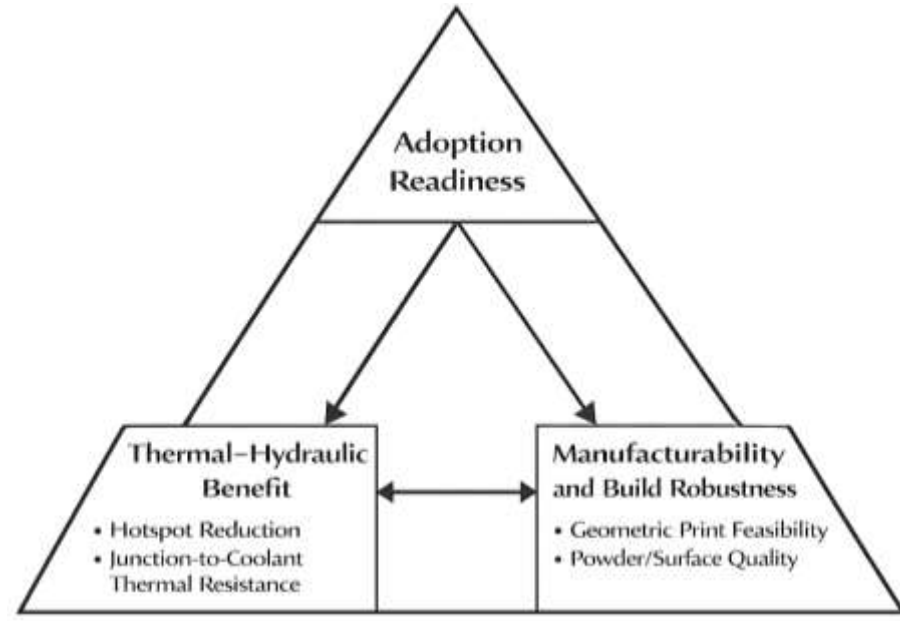 Adoption
Readiness
Thermal–Hydraulic
Benefit
• Hotspot Reduction
• Junction-to-Coolant
Thermal Resistance
Manufacturability
and Build Robustness
• Geometric Print Feasibility
• Powder/Surface Quality